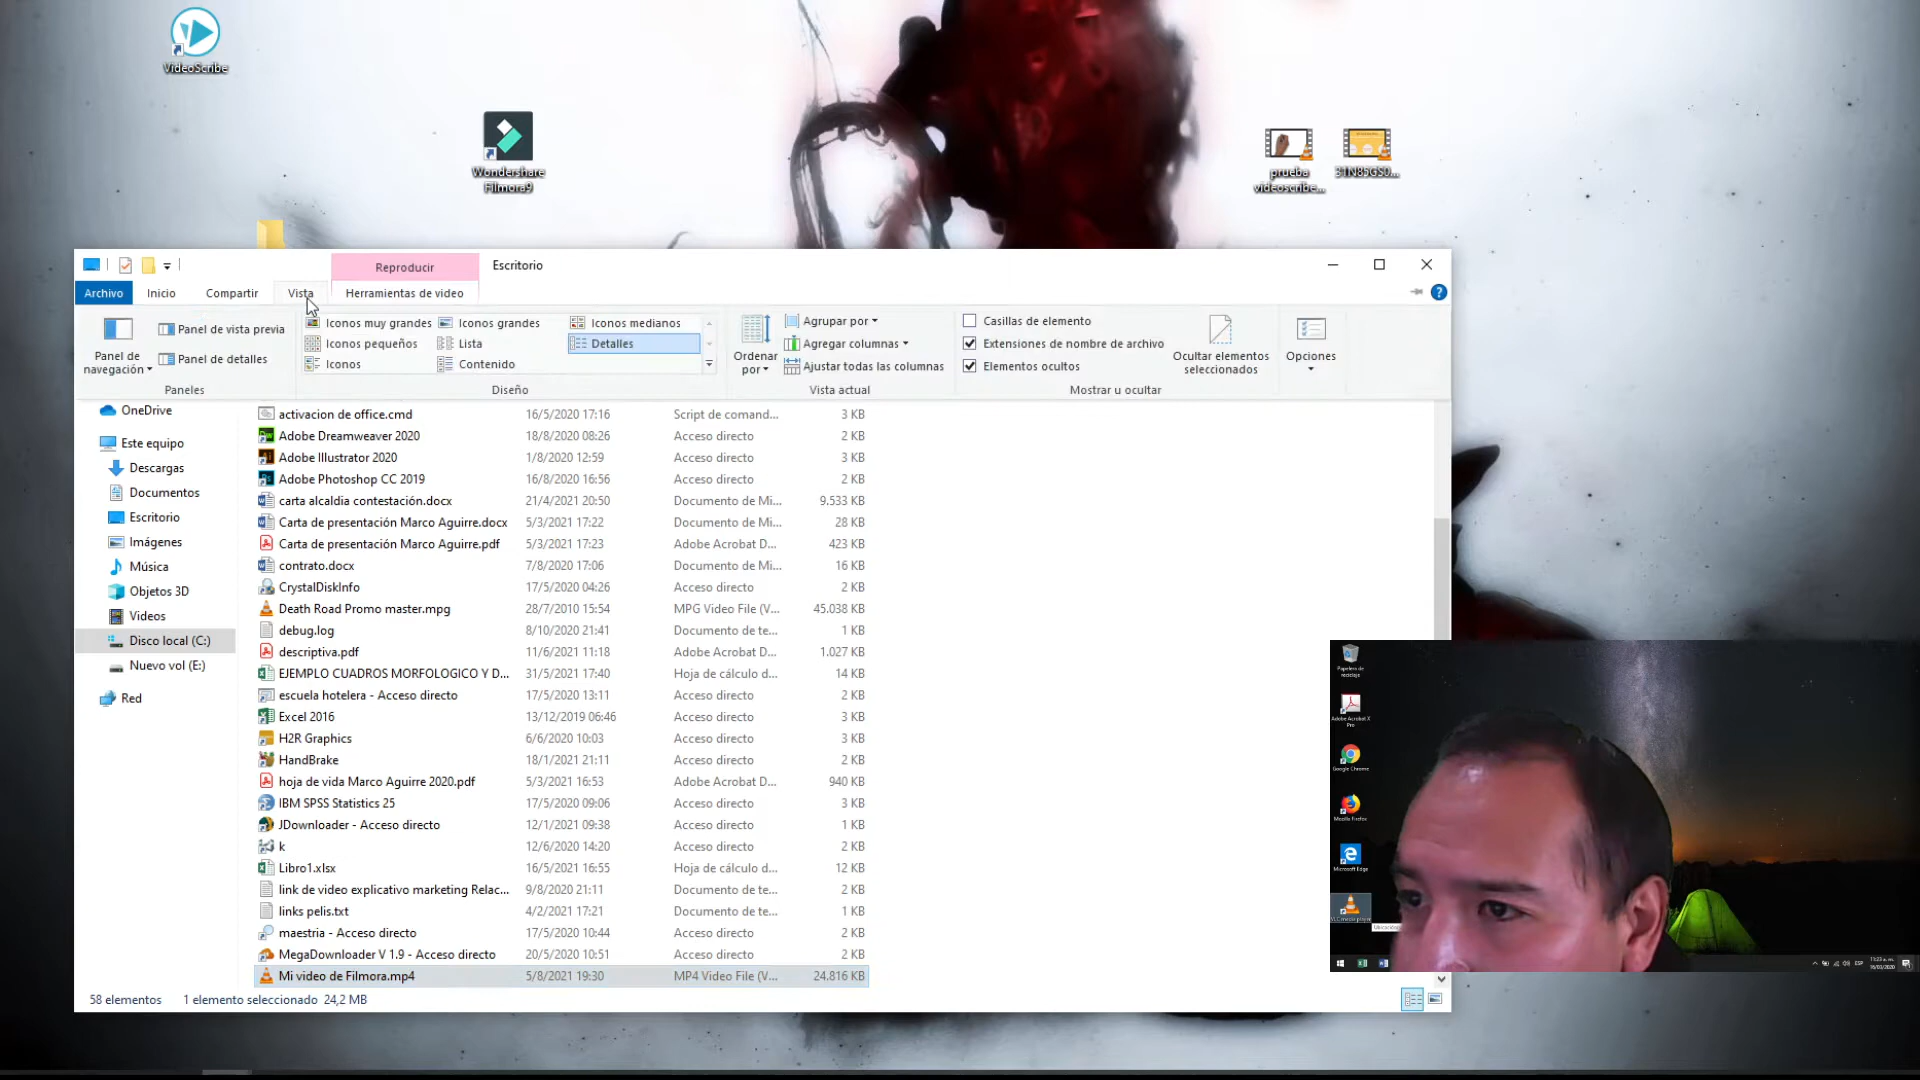 VideoScribe
Wondershare
Filmora9
prueba
videoscribe...
31N85GS0...
Reproducir
Escritorio
Archivo
Inicio
Compartir
Vista
Herramientas de video
Panel de
navegación
Panel de vista previa
Panel de detalles
Paneles
Iconos muy grandes
Iconos grandes
Iconos medianos
Iconos pequeños
Lista
Detalles
Iconos
Contenido
Diseño
Ordenar
por
Agrupar por
Agregar columnas
Ajustar todas las columnas
Vista actual
Casillas de elemento
Extensiones de nombre de archivo
Elementos ocultos
Ocultar elementos
seleccionados
Mostrar u ocultar
Opciones
OneDrive
Este equipo
Descargas
Documentos
Escritorio
Imágenes
Música
Objetos 3D
Videos
Disco local (C:)
Nuevo vol (E:)
Red
activacion de office.cmd 16/5/2020 17:16 Script de comand... 3 KB
Adobe Dreamweaver 2020 18/8/2020 08:26 Acceso directo 2 KB
Adobe Illustrator 2020 1/8/2020 12:59 Acceso directo 3 KB
Adobe Photoshop CC 2019 16/8/2020 16:56 Acceso directo 2 KB
carta alcaldia contestación.docx 21/4/2021 20:50 Documento de Mi... 9.533 KB
Carta de presentación Marco Aguirre.docx 5/3/2021 17:22 Documento de Mi... 28 KB
Carta de presentación Marco Aguirre.pdf 5/3/2021 17:23 Adobe Acrobat D... 423 KB
contrato.docx 7/8/2020 17:06 Documento de Mi... 16 KB
CrystalDiskInfo 17/5/2020 04:26 Acceso directo 2 KB
Death Road Promo master.mpg 28/7/2010 15:54 MPG Video File (V... 45.038 KB
debug.log 8/10/2020 21:41 Documento de te... 1 KB
descriptiva.pdf 11/6/2021 11:18 Adobe Acrobat D... 1.027 KB
EJEMPLO CUADROS MORFOLOGICO Y D... 31/5/2021 17:40 Hoja de cálculo d... 14 KB
escuela hotelera - Acceso directo 17/5/2020 13:11 Acceso directo 2 KB
Excel 2016 13/12/2019 06:46 Acceso directo 3 KB
H2R Graphics 6/6/2020 10:03 Acceso directo 3 KB
HandBrake 18/1/2021 21:11 Acceso directo 2 KB
hoja de vida Marco Aguirre 2020.pdf 5/3/2021 16:53 Adobe Acrobat D... 940 KB
IBM SPSS Statistics 25 17/5/2020 09:06 Acceso directo 3 KB
JDownloader - Acceso directo 12/1/2021 09:38 Acceso directo 1 KB
k 12/6/2020 14:20 Acceso directo 2 KB
Libro1.xlsx 16/5/2021 16:55 Hoja de cálculo d... 12 KB
link de video explicativo marketing Relac... 9/8/2020 21:11 Documento de te... 2 KB
links pelis.txt 4/2/2021 17:21 Documento de te... 1 KB
maestria - Acceso directo 17/5/2020 10:44 Acceso directo 2 KB
MegaDownloader V 1.9 - Acceso directo 20/5/2020 10:51 Acceso directo 2 KB
Mi video de Filmora.mp4 5/8/2021 19:30 MP4 Video File (V... 24.816 KB
58 elementos 1 elemento seleccionado 24,2 MB
Papelera de
reciclaje
Adobe Acrobat X
Pro
Google Chrome
Mozilla Firefox
Microsoft Edge
ESP